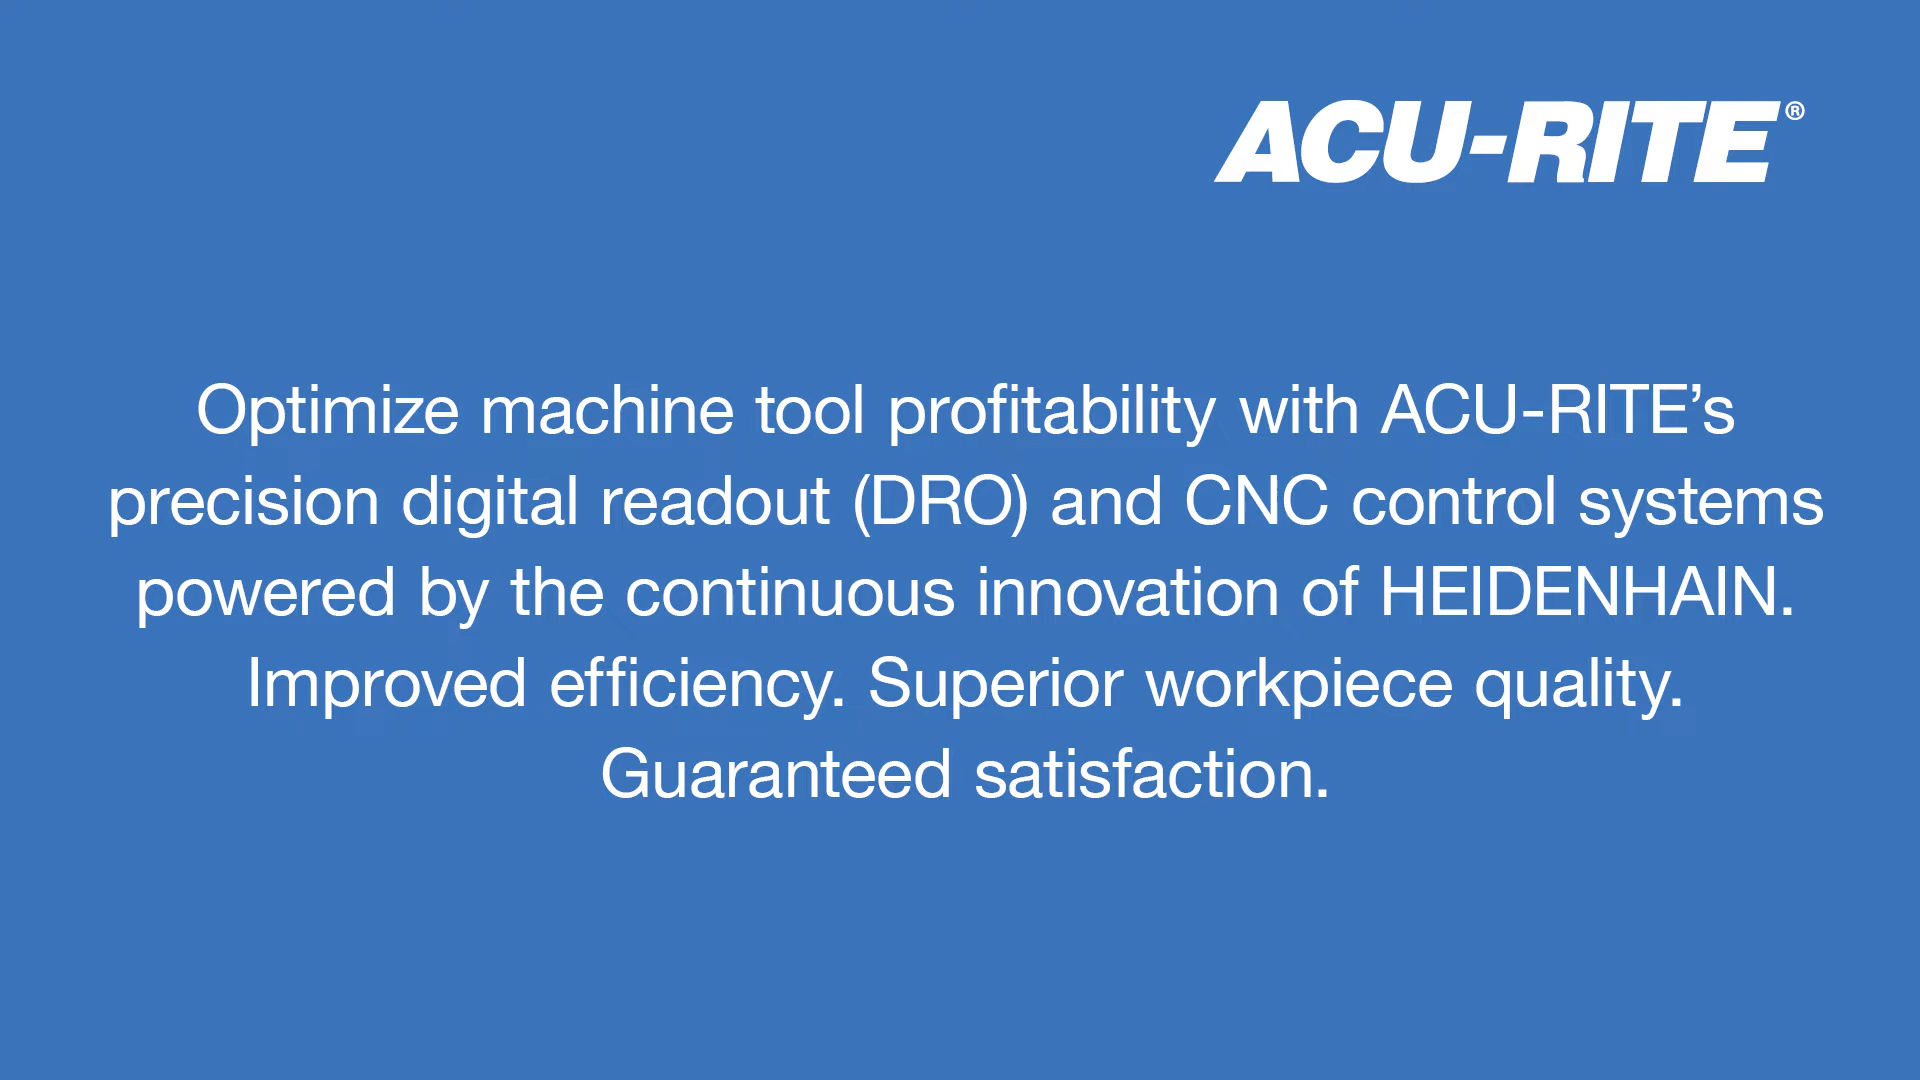 ACU-RITE®
Optimize machine tool profitability with ACU-RITE’s
precision digital readout (DRO) and CNC control systems
powered by the continuous innovation of HEIDENHAIN.
Improved efficiency. Superior workpiece quality.
Guaranteed satisfaction.